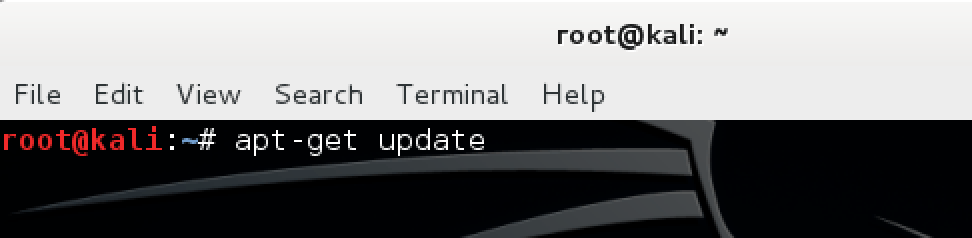 root@kali: ~
File Edit View Search Terminal Help
root@kali:~# apt-get update